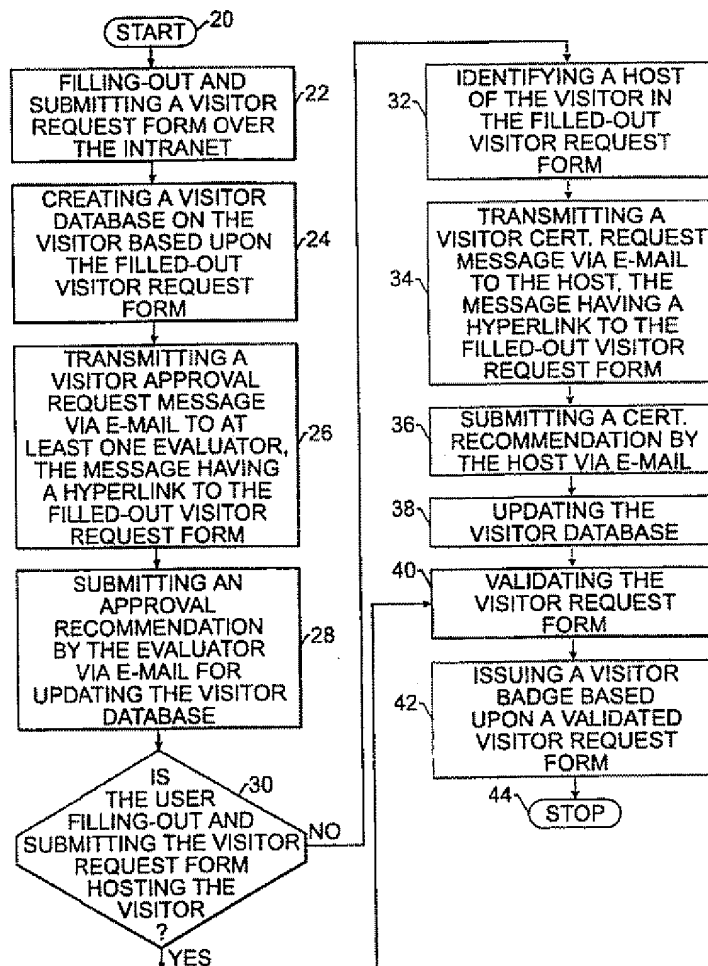 START
20
FILLING-OUT AND
SUBMITTING A VISITOR
REQUEST FORM OVER
THE INTRANET
22
CREATING A VISITOR
DATABASE ON THE
VISITOR BASED UPON
THE FILLED-OUT
VISITOR REQUEST
FORM
24
TRANSMITTING A
VISITOR APPROVAL
REQUEST MESSAGE
VIA E-MAIL TO AT
LEAST ONE EVALUATOR,
THE MESSAGE HAVING
A HYPERLINK TO THE
FILLED-OUT VISITOR
REQUEST FORM
26
SUBMITTING AN
APPROVAL
RECOMMENDATION
BY THE EVALUATOR
VIA E-MAIL FOR
UPDATING THE VISITOR
DATABASE
28
IS
THE USER
FILLING-OUT AND
SUBMITTING THE VISITOR
REQUEST FORM
HOSTING THE
VISITOR
?
30
NO
YES
32
IDENTIFYING A HOST
OF THE VISITOR IN
THE FILLED-OUT
VISITOR REQUEST
FORM
34
TRANSMITTING A
VISITOR CERT. REQUEST
MESSAGE VIA E-MAIL
TO THE HOST, THE
MESSAGE HAVING A
HYPERLINK TO THE
FILLED-OUT VISITOR
REQUEST FORM
36
SUBMITTING A CERT.
RECOMMENDATION BY
THE HOST VIA E-MAIL
38
UPDATING THE
VISITOR DATABASE
40
VALIDATING THE
VISITOR REQUEST
FORM
42
ISSUING A VISITOR
BADGE BASED
UPON A VALIDATED
VISITOR REQUEST
FORM
44
STOP